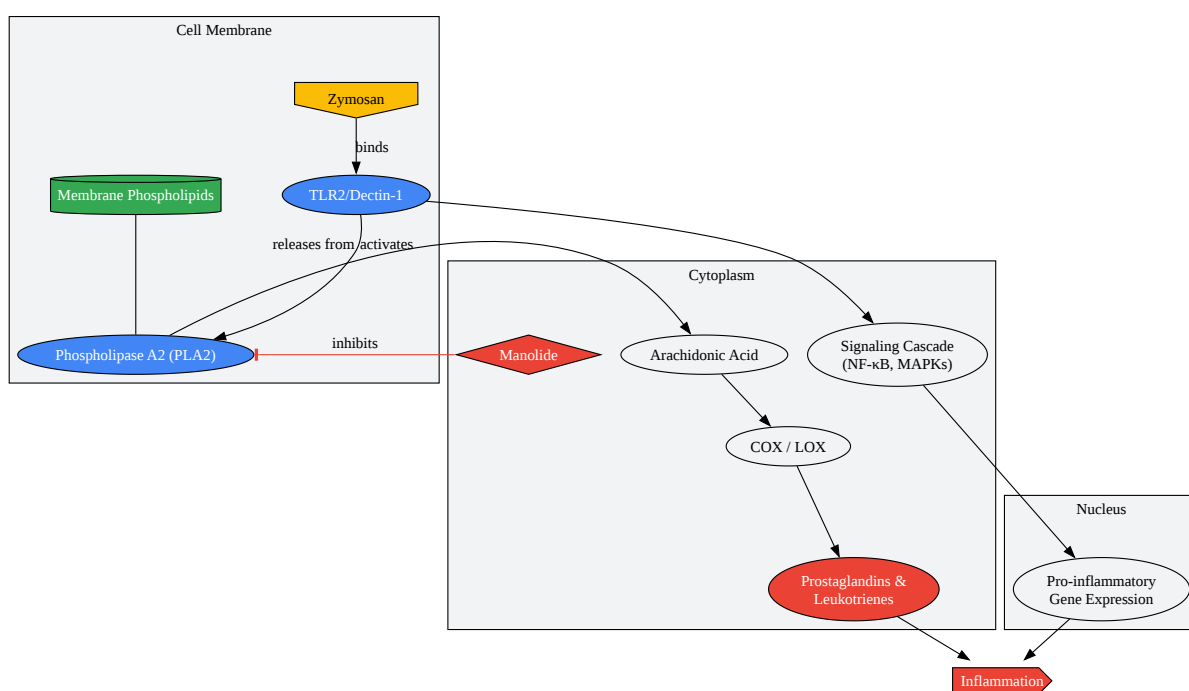 Cell Membrane
Zymosan
binds
Membrane Phospholipids
TLR2/Dectin-1
releases from
activates
Cytoplasm
Phospholipase A2 (PLA2)
inhibits
Manolide
Arachidonic Acid
Signaling Cascade
(NF-κB, MAPKs)
COX / LOX
Nucleus
Prostaglandins &
Leukotrienes
Pro-inflammatory
Gene Expression
Inflammation